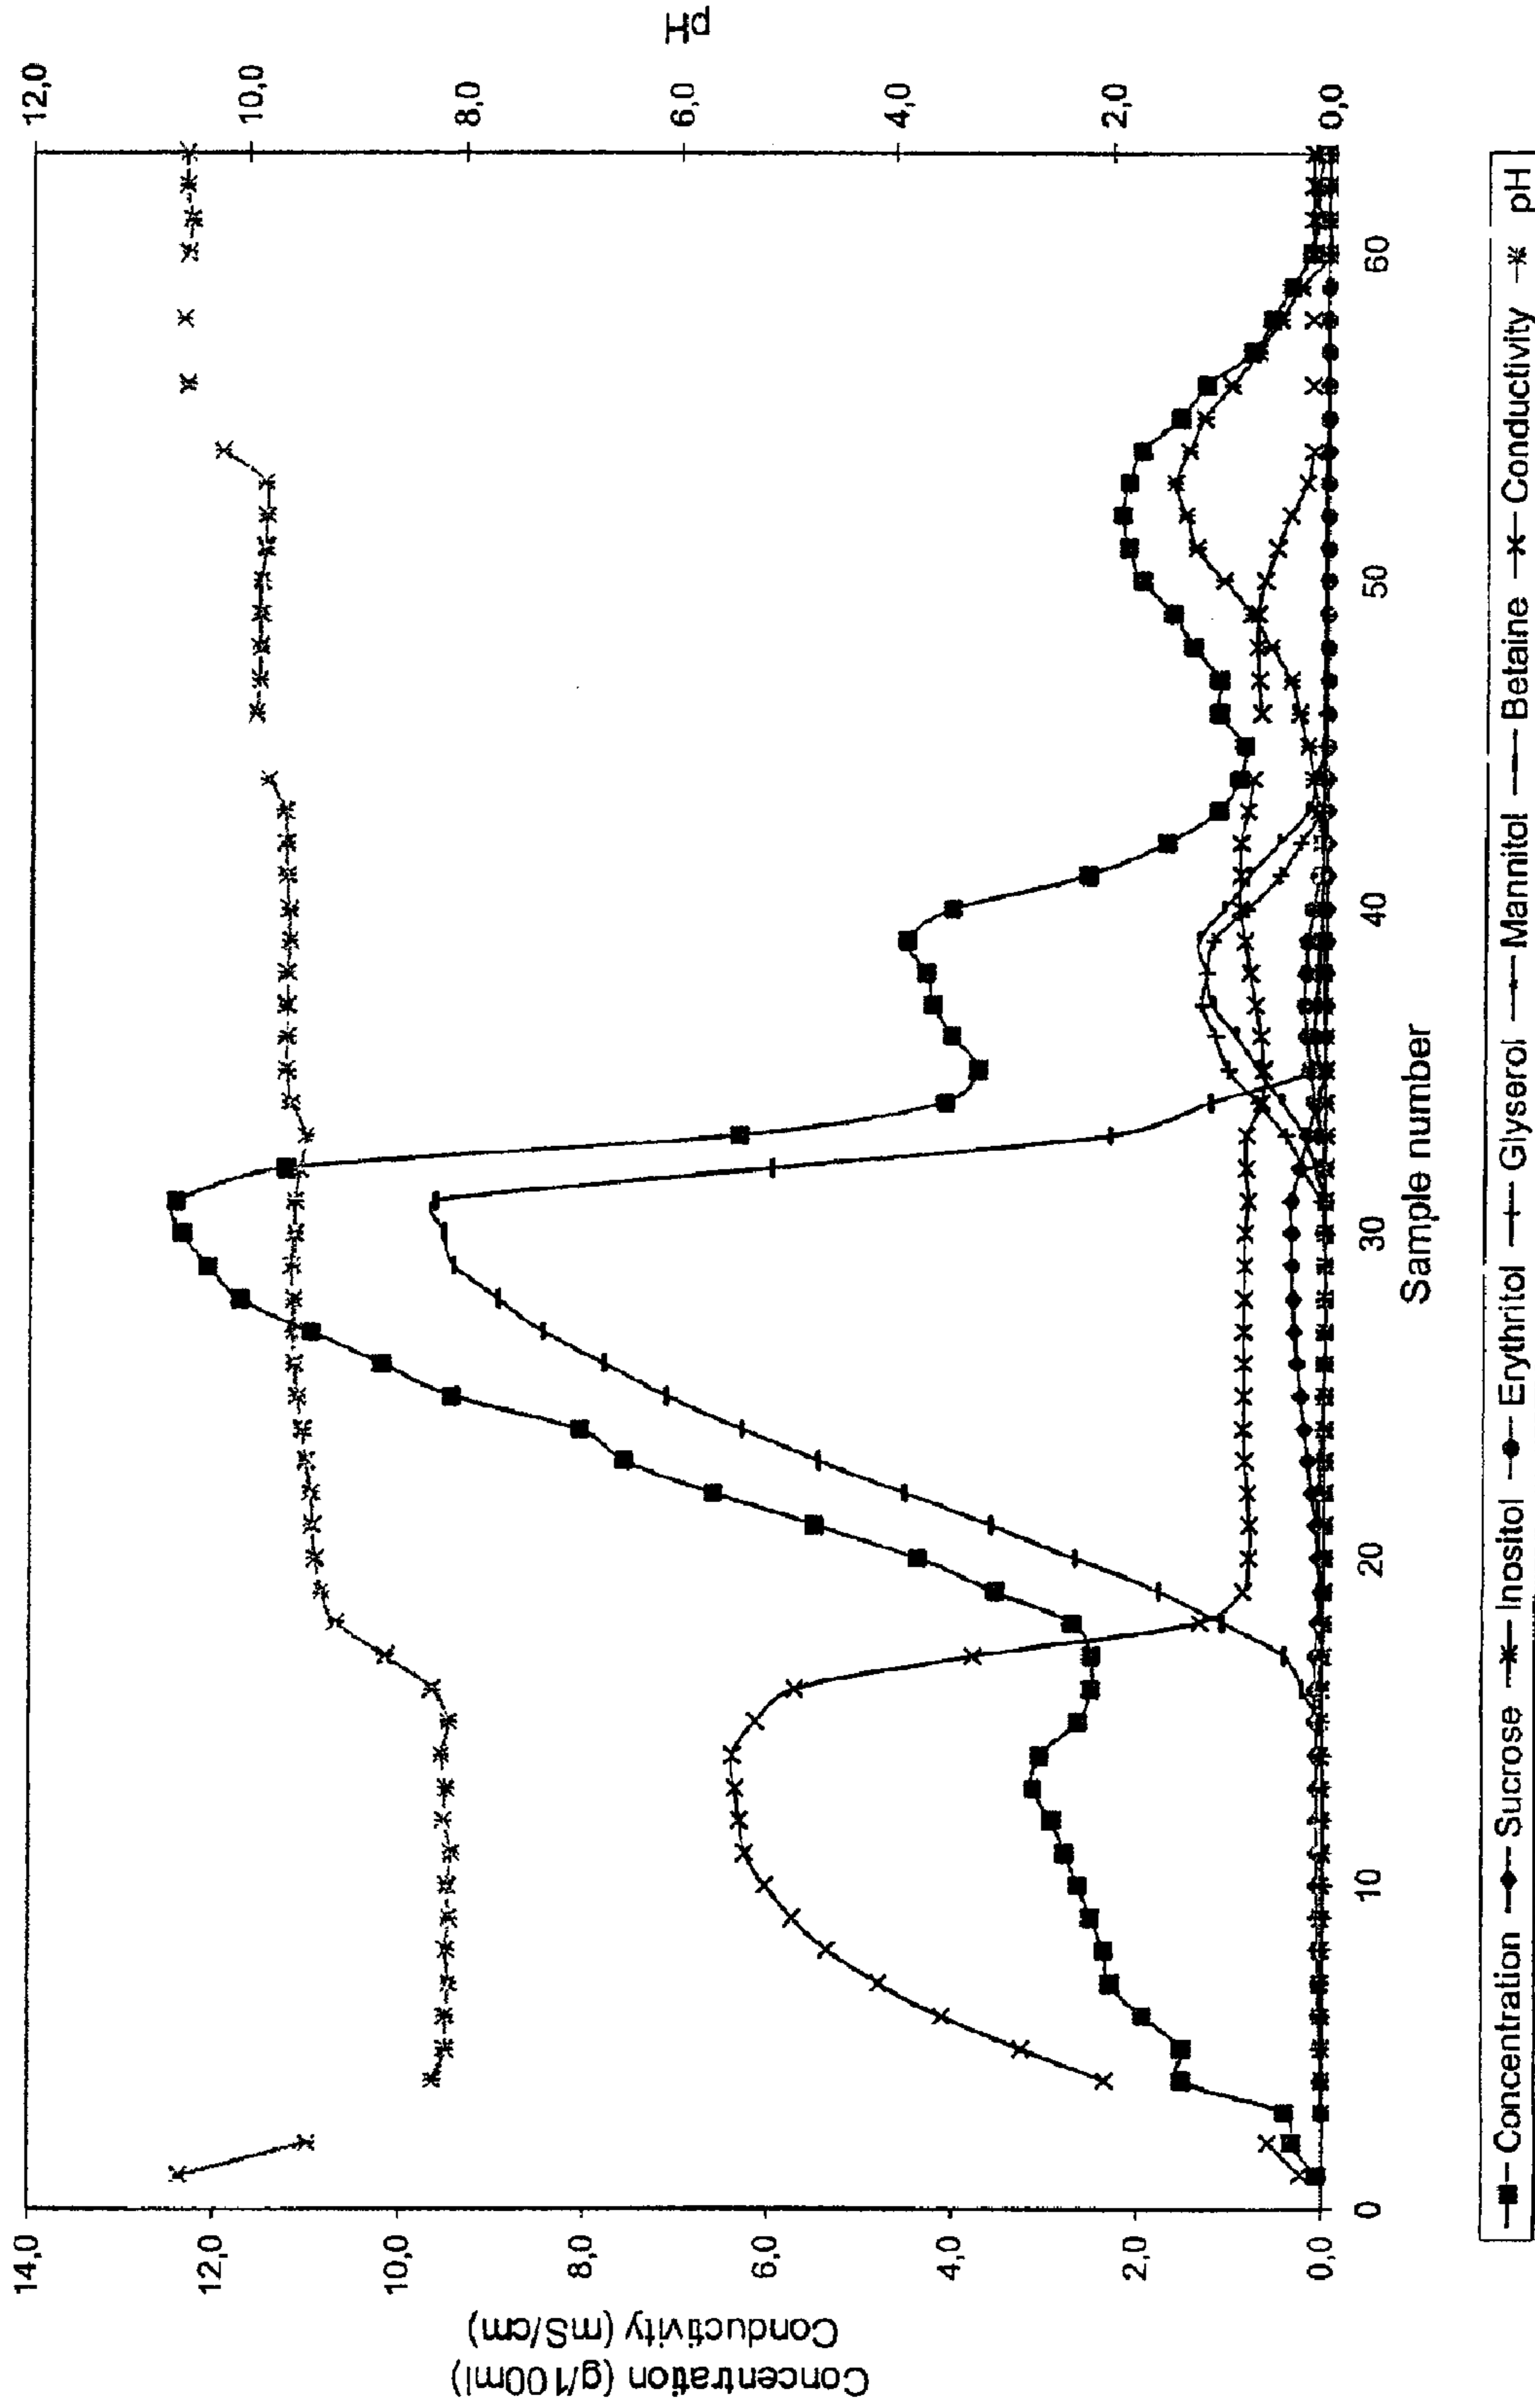 Concentration (g/100ml)
Conductivity (mS/cm)
14,0
12,0
10,0
8,0
6,0
4,0
2,0
0,0
pH
12,0
10,0
8,0
6,0
4,0
2,0
0,0
0 10 20 30 40 50 60
Sample number
Concentration Sucrose Inositol Erythritol Glyserol Mannitol Betaine Conductivity pH